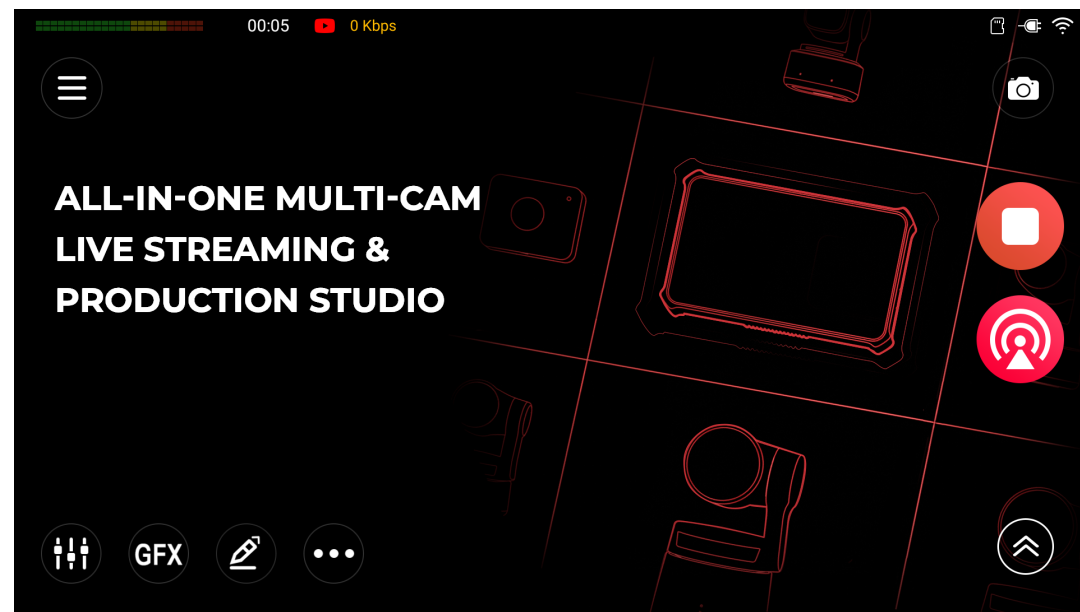 00:05 0 Kbps
ALL-IN-ONE MULTI-CAM
LIVE STREAMING &
PRODUCTION STUDIO
GFX